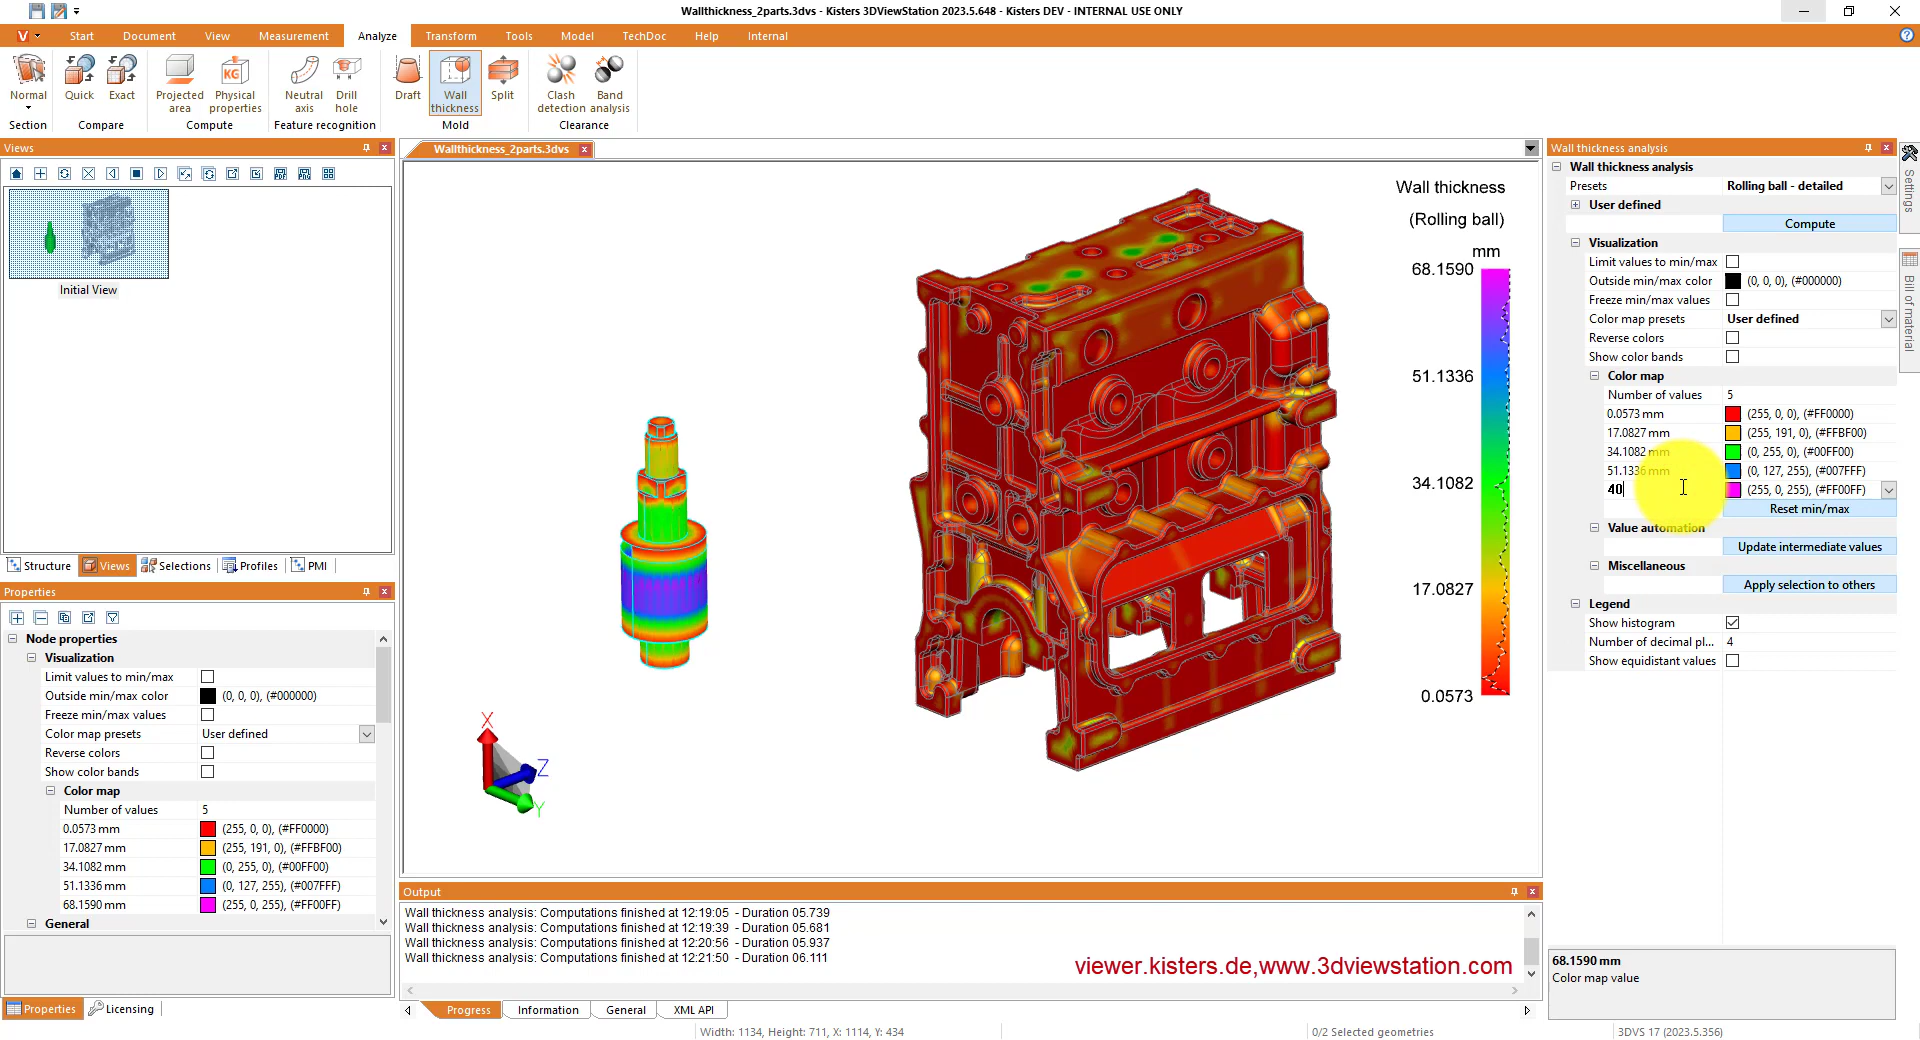 Wallthickness_2parts.3dvs - Kisters 3DViewStation 2023.5.648 - Kisters DEV - INTERNAL USE ONLY
V Start Document View Measurement Analyze Transform Tools Model TechDoc Help Internal
Normal Quick Exact Projected area KG Physical properties Neutral axis Drill hole Draft Wall thickness Split Clash detection Band analysis
Section Compare Compute Feature recognition Mold Clearance
Views
Initial View
Structure Views Selections Profiles PMI
Properties
Node properties
Visualization
Limit values to min/max
Outside min/max color (0, 0, 0), (#000000)
Freeze min/max values
Color map presets User defined
Reverse colors
Show color bands
Color map
Number of values 5
0.0573 mm (255, 0, 0), (#FF0000)
17.0827 mm (255, 191, 0), (#FFBF00)
34.1082 mm (0, 255, 0), (#00FF00)
51.1336 mm (0, 127, 255), (#007FFF)
68.1590 mm (255, 0, 255), (#FF00FF)
General
Properties Licensing
Wallthickness_2parts.3dvs
Wall thickness
(Rolling ball)
mm
68.1590
51.1336
34.1082
17.0827
0.0573
X
Z
Y
Output
Wall thickness analysis: Computations finished at 12:19:05 - Duration 05.739
Wall thickness analysis: Computations finished at 12:19:39 - Duration 05.681
Wall thickness analysis: Computations finished at 12:20:56 - Duration 05.937
Wall thickness analysis: Computations finished at 12:21:50 - Duration 06.111
viewer.kisters.de,www.3dviewstation.com
Progress Information General XML API
Wall thickness analysis
Wall thickness analysis
Presets Rolling ball - detailed
User defined
Compute
Visualization
Limit values to min/max
Outside min/max color (0, 0, 0), (#000000)
Freeze min/max values
Color map presets User defined
Reverse colors
Show color bands
Color map
Number of values 5
0.0573 mm (255, 0, 0), (#FF0000)
17.0827 mm (255, 191, 0), (#FFBF00)
34.1082 mm (0, 255, 0), (#00FF00)
51.1336 mm (0, 127, 255), (#007FFF)
40 (255, 0, 255), (#FF00FF)
Reset min/max
Value automation
Update intermediate values
Miscellaneous
Apply selection to others
Legend
Show histogram
Number of decimal pl... 4
Show equidistant values
68.1590 mm
Color map value
Settings
Bill of material
Width: 1134, Height: 711, X: 1114, Y: 434 0/2 Selected geometries 3DVS 17 (2023.5.356)